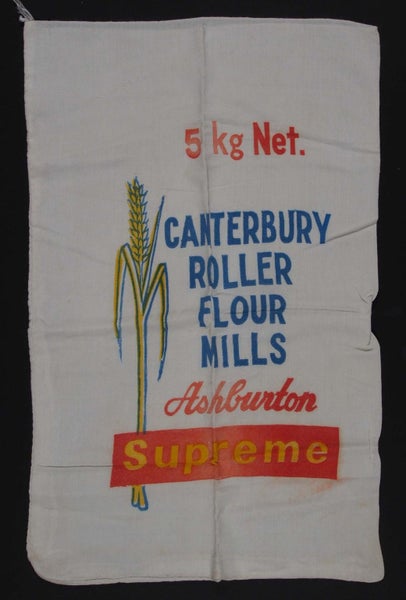 5 kg Net.
CANTERBURY
ROLLER
FLOUR
MILLS
Ashburton
Supreme